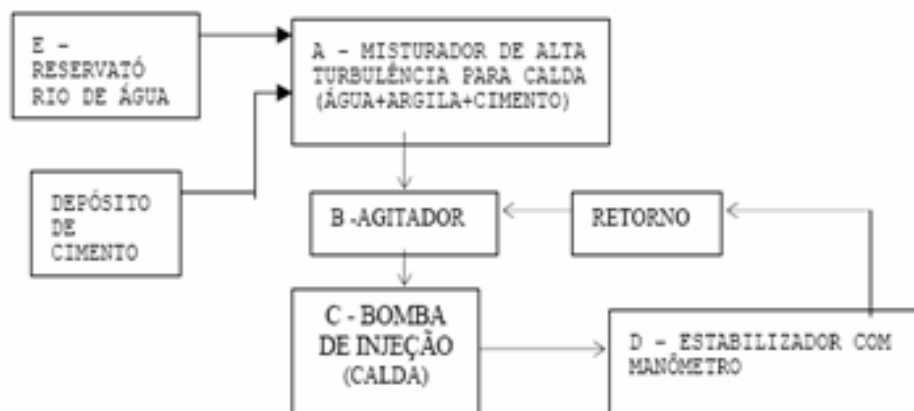 E –
RESERVATÓ
RIO DE ÁGUA
A – MISTURADOR DE ALTA
TURBULÊNCIA PARA CALDA
(ÁGUA+ARGILA+CIMENTO)
DEPÓSITO
DE
CIMENTO
B -AGITADOR
RETORNO
C - BOMBA
DE INJEÇÃO
(CALDA)
D – ESTABILIZADOR COM
MANÔMETRO